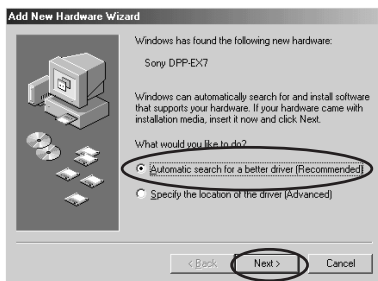 Add New Hardware Wizard
Windows has found the following new hardware:
Sony DPP-EX7
Windows can automatically search for and install software
that supports your hardware. If your hardware came with
installation media, insert it now and click Next.
What would you like to do?
Automatic search for a better driver (Recommended)
Specify the location of the driver (Advanced)
< Back
Next >
Cancel